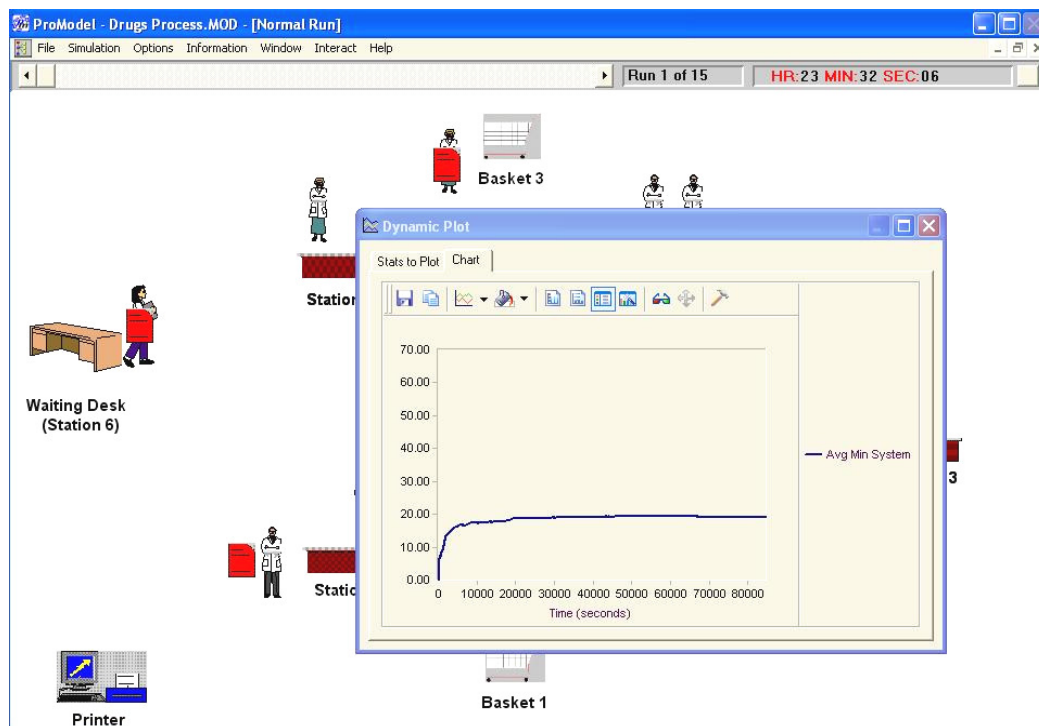 ProModel - Drugs Process.MOD - [Normal Run]
File Simulation Options Information Window Interact Help
Run 1 of 15
HR:23 MIN:32 SEC:06
Basket 3
Dynamic Plot
Stats to Plot Chart
Waiting Desk
(Station 6)
70.00
60.00
50.00
40.00
30.00
20.00
10.00
0.00
0 10000 20000 30000 40000 50000 60000 70000 80000
Time (seconds)
Avg Min System
3
Basket 1
Printer